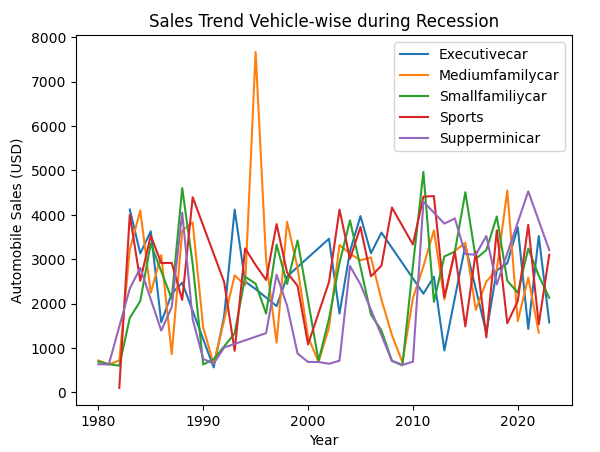 Sales Trend Vehicle-wise during Recession
8000
7000
6000
5000
4000
3000
2000
1000
0
Automobile Sales (USD)
Executivecar
Mediumfamilycar
Smallfamiliycar
Sports
Supperminicar
1980
1990
2000
2010
2020
Year